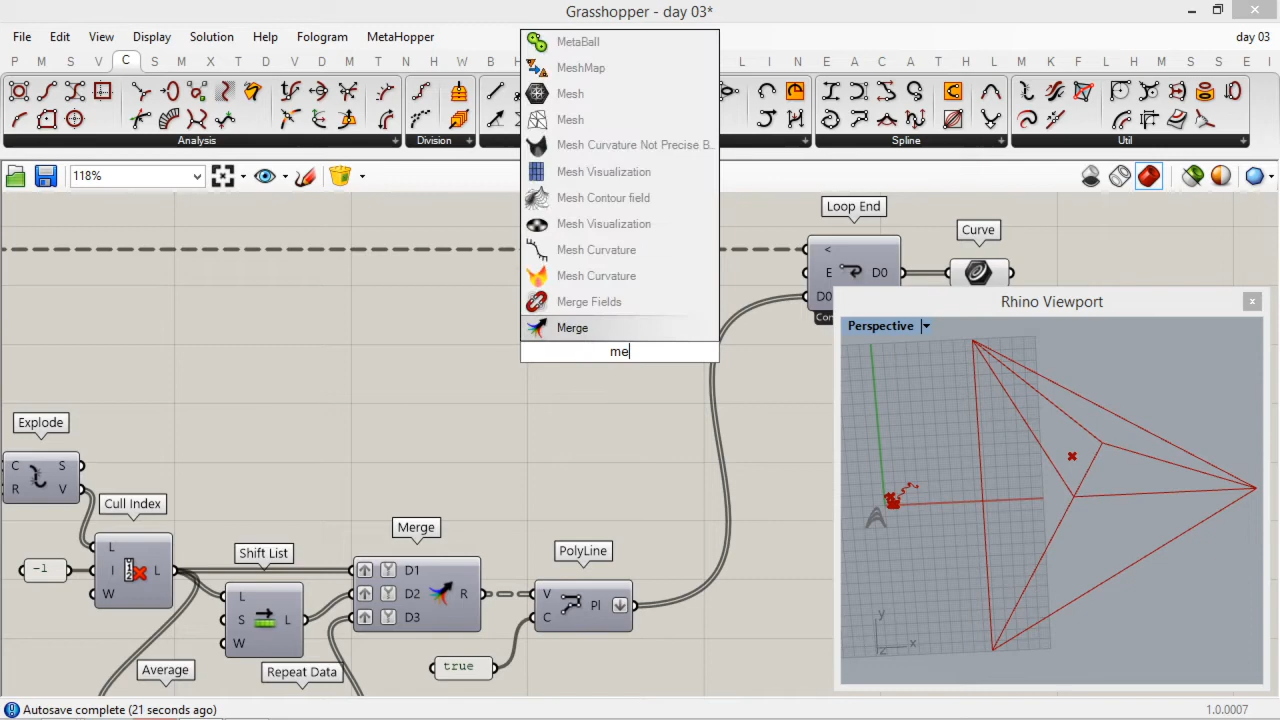 Grasshopper - day 03*
File Edit View Display Solution Help Fologram MetaHopper day 03
P M S V C S M X T W N H W B L I E A C S M K F L H S E I
Analysis Division Spline Util
118%
MetaBall
MeshMap
Mesh
Mesh
Mesh Curvature Not Precise B...
Mesh Visualization
Mesh Contour field
Mesh Visualization
Mesh Curvature
Mesh Curvature
Merge Fields
Merge
me
Loop End
Curve
<
E D0
D0
Con
Rhino Viewport
Perspective
y
x
z
Explode
C S
R V
Cull Index
L
-1
I L
W
Shift List
L
S L
W
Merge
D1
D2 R
D3
PolyLine
V
Pl
C
true
Average
Repeat Data
Autosave complete (21 seconds ago)
1.0.0007